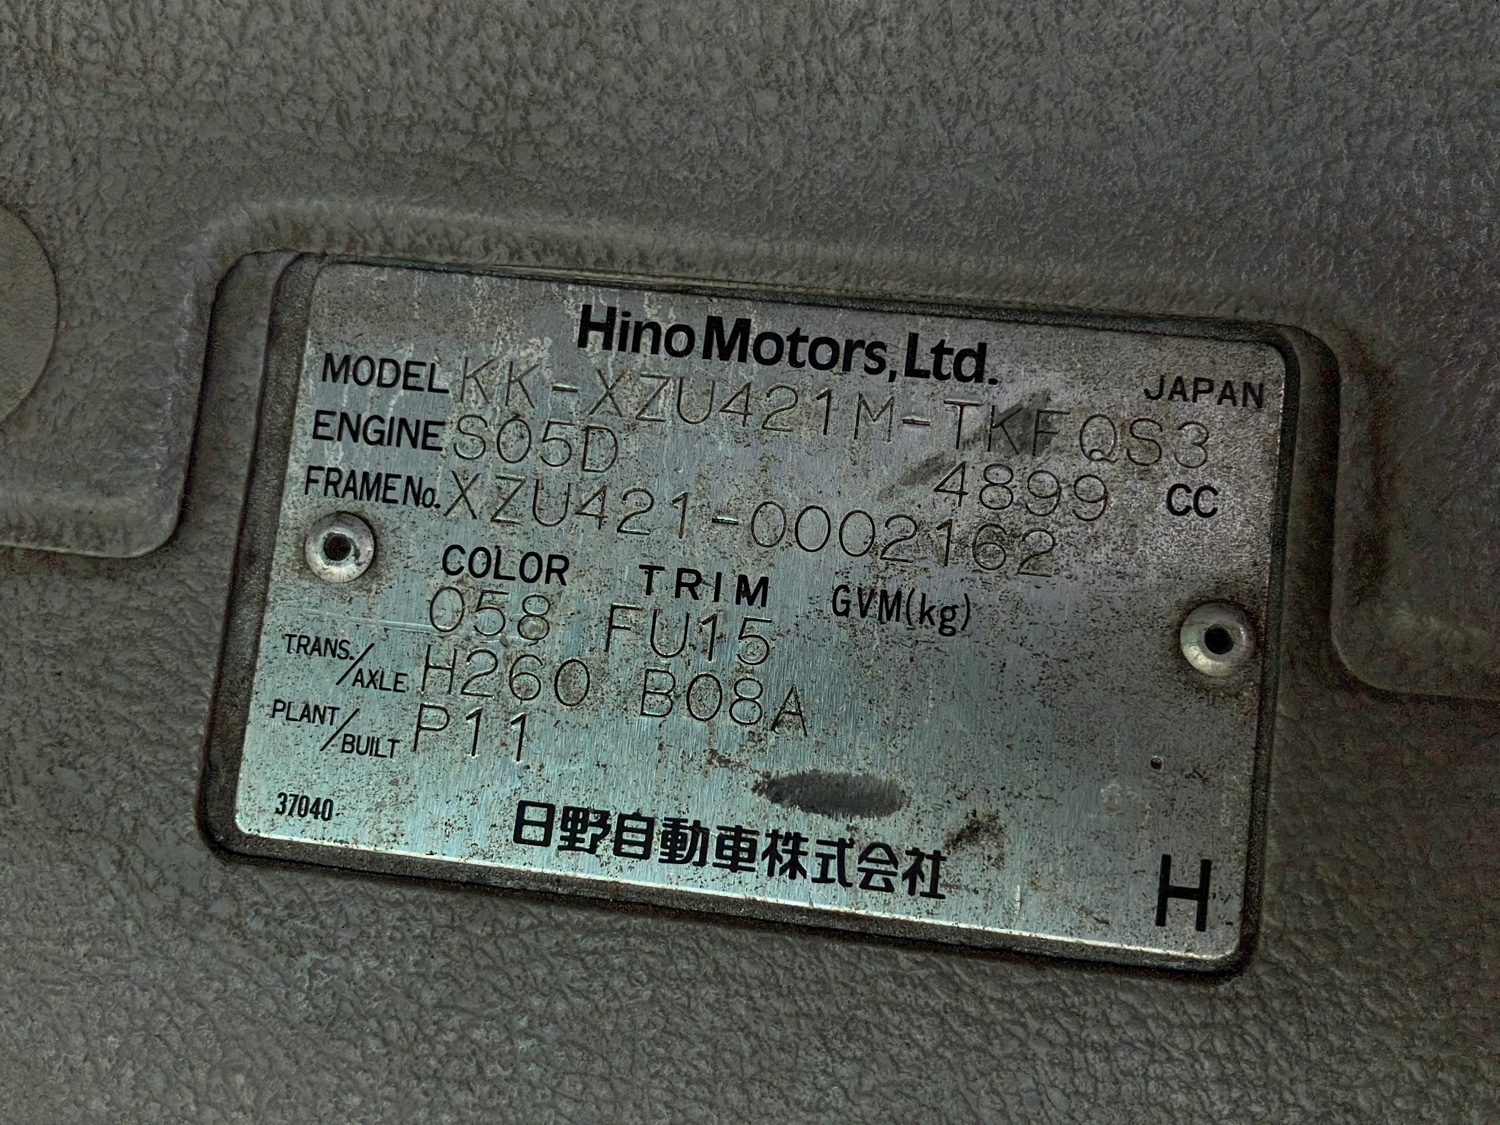 Hino Motors, Ltd.
MODEL KK-XZU421M-TKFQS3 JAPAN
ENGINE S05D 4899 CC
FRAME No. XZU421-0002162
COLOR TRIM GVM(kg)
058 FU15
TRANS./AXLE H260 B08A
PLANT/BUILT P11
37040 日野自動車株式会社 H